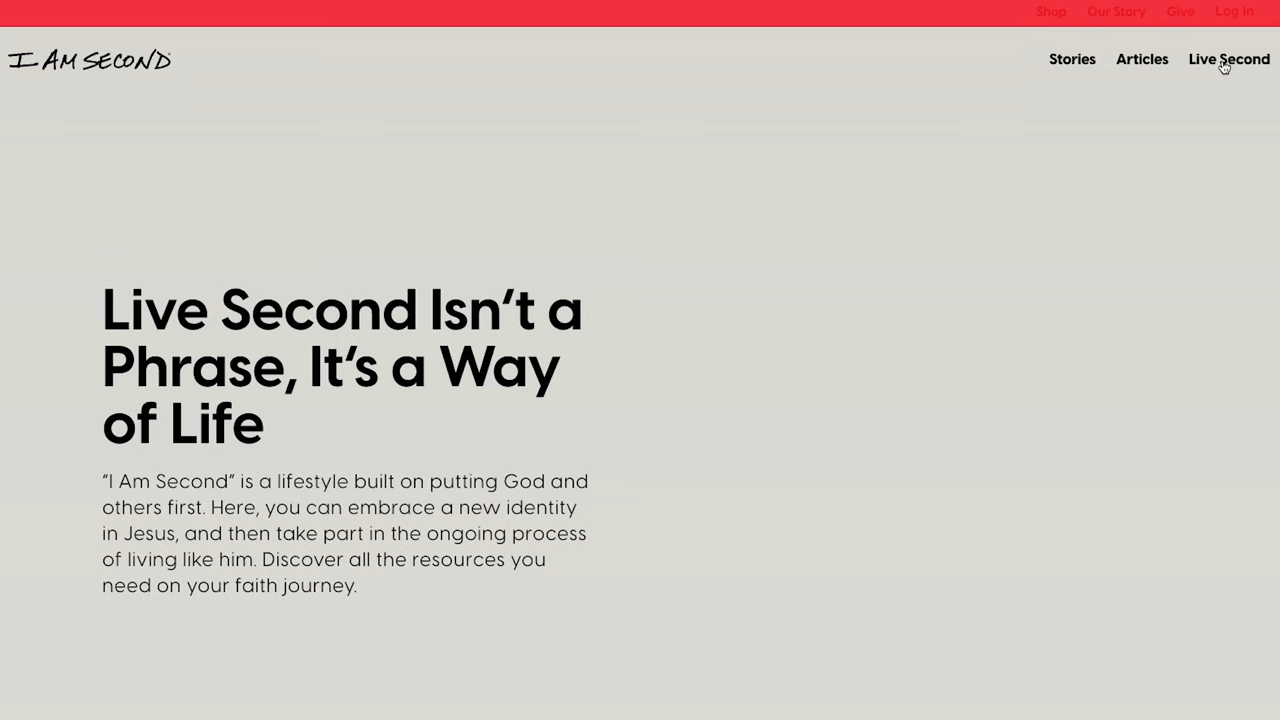 Shop Our Story Give Log In
I AM SECOND
Stories Articles Live Second
Live Second Isn’t a
Phrase, It’s a Way
of Life
“I Am Second” is a lifestyle built on putting God and
others first. Here, you can embrace a new identity
in Jesus, and then take part in the ongoing process
of living like him. Discover all the resources you
need on your faith journey.